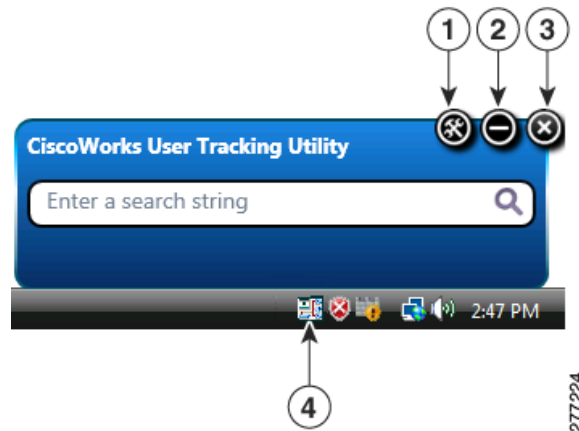 1 2 3
CiscoWorks User Tracking Utility
Enter a search string
2:47 PM
4
277224